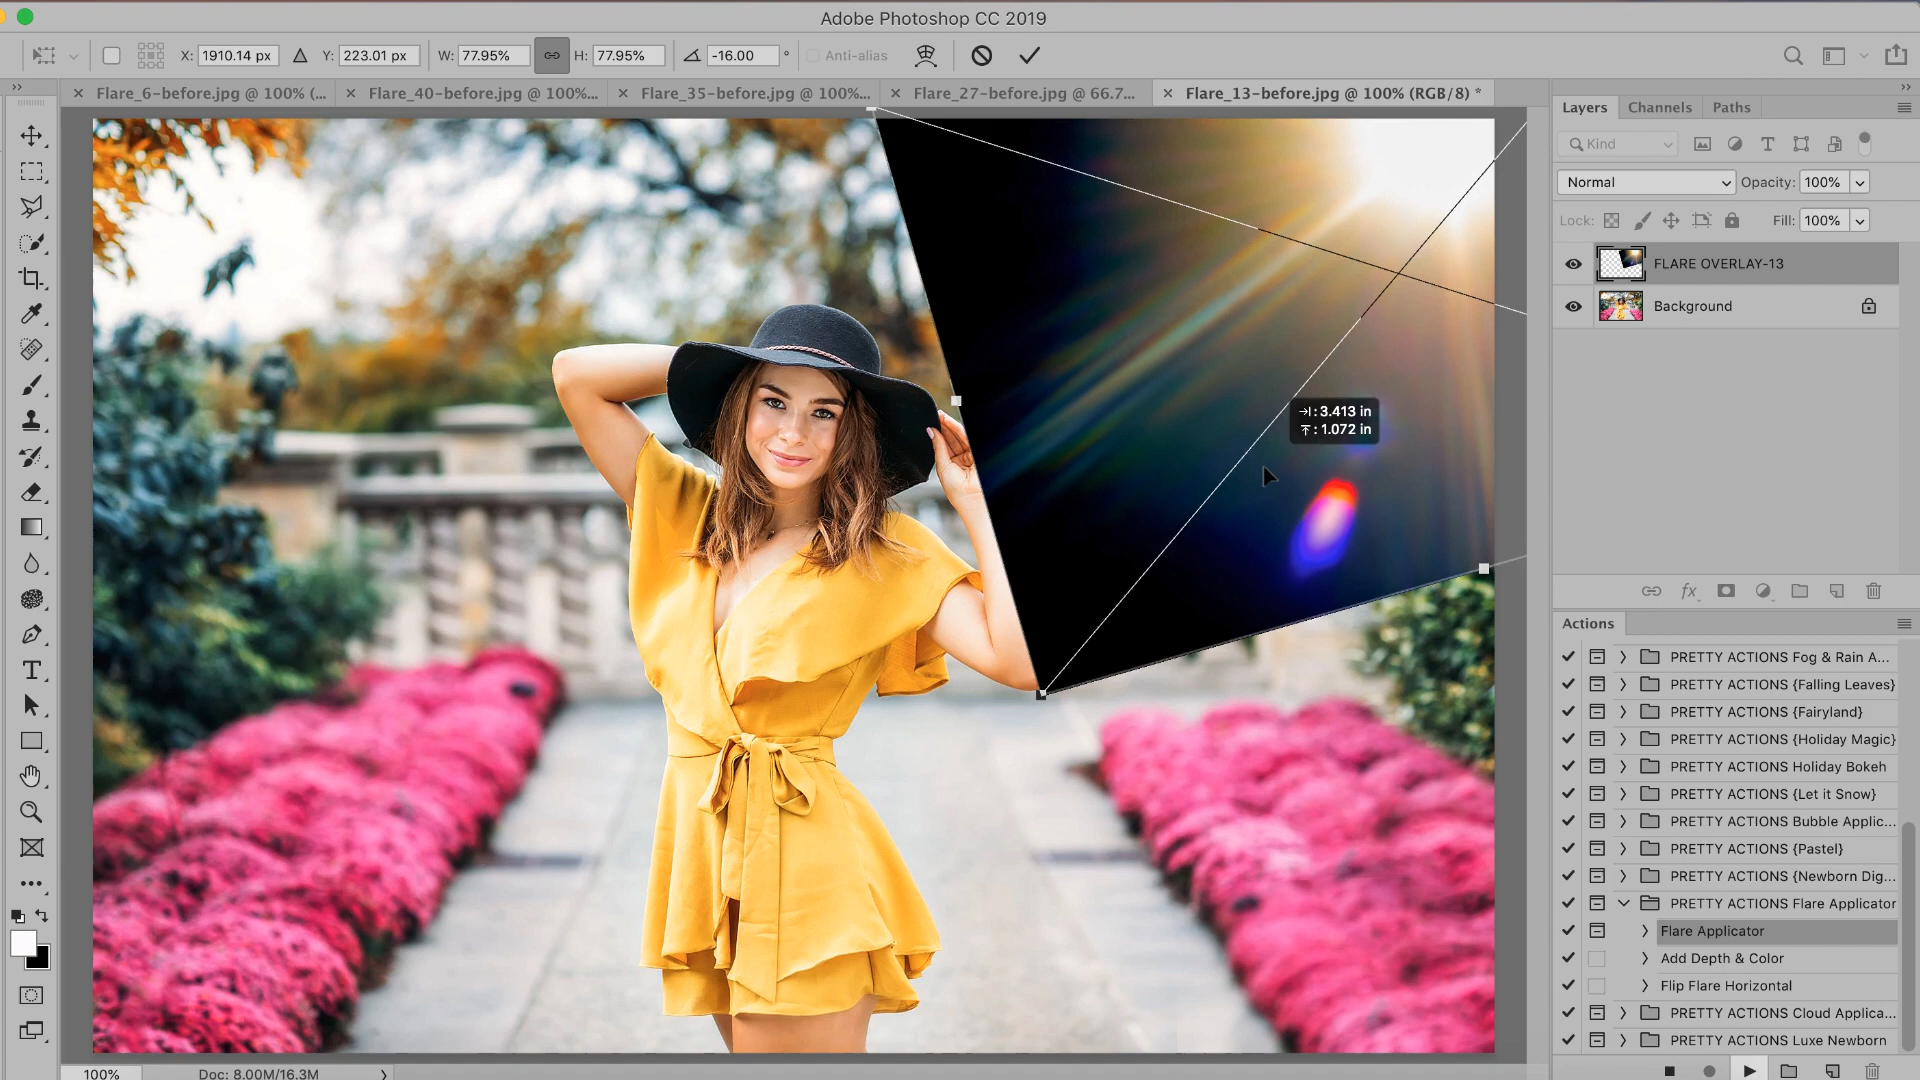 Adobe Photoshop CC 2019
X: 1910.14 px Y: 223.01 px W: 77.95% H: 77.95% -16.00 ° Anti-alias
Flare_6-before.jpg @ 100% (... Flare_40-before.jpg @ 100%... Flare_35-before.jpg @ 100%... Flare_27-before.jpg @ 66.7... Flare_13-before.jpg @ 100% (RGB/8) *
Layers Channels Paths
Kind
Normal Opacity: 100%
Lock: Fill: 100%
FLARE OVERLAY-13
Background
: 3.413 in
: 1.072 in
fx
Actions
PRETTY ACTIONS Fog & Rain A...
PRETTY ACTIONS {Falling Leaves}
PRETTY ACTIONS {Fairyland}
PRETTY ACTIONS {Holiday Magic}
PRETTY ACTIONS Holiday Bokeh
PRETTY ACTIONS {Let it Snow}
PRETTY ACTIONS Bubble Applic...
PRETTY ACTIONS {Pastel}
PRETTY ACTIONS {Newborn Dig...
PRETTY ACTIONS Flare Applicator
Flare Applicator
Add Depth & Color
Flip Flare Horizontal
PRETTY ACTIONS Cloud Applica...
PRETTY ACTIONS Luxe Newborn
100% Doc: 8.00M/16.3M